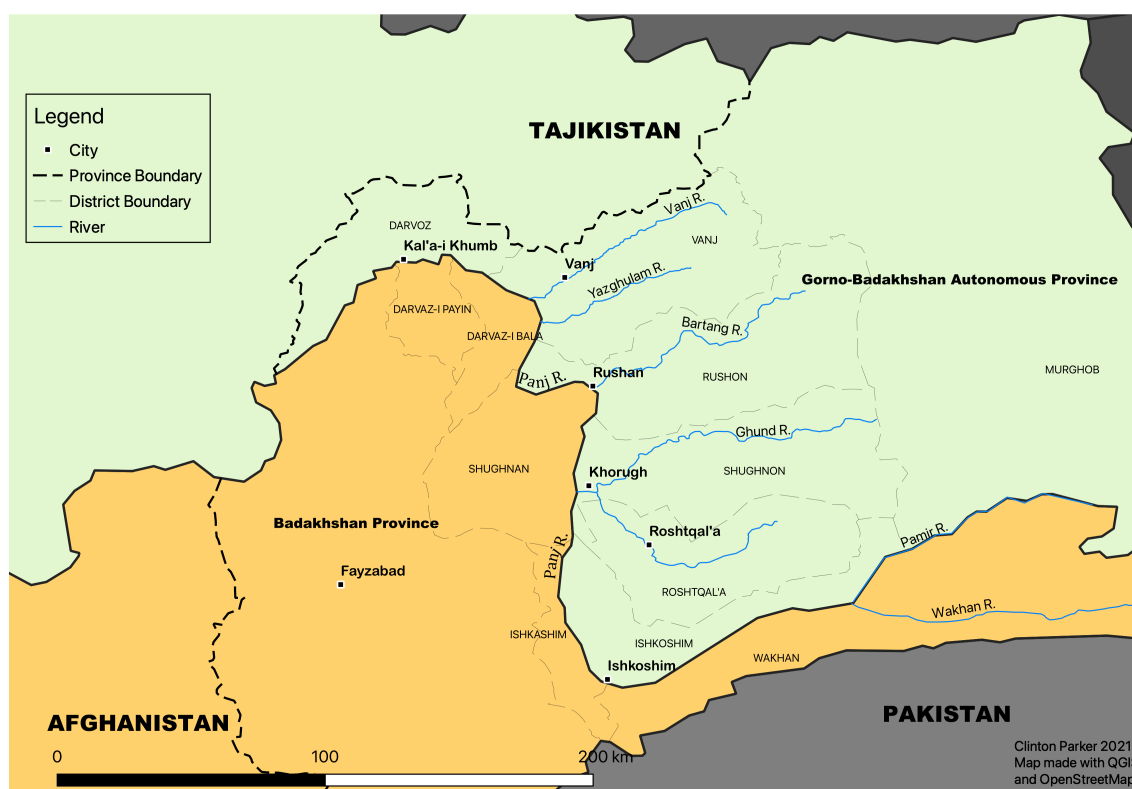 Legend
City
Province Boundary
District Boundary
River
TAJIKISTAN
Vanj R.
DARVOZ
VANJ
Kal'a-i Khumb
Vanj
Yazghulam R.
Gorno-Badakhshan Autonomous Province
DARVAZ-I PAYIN
DARVAZ-I BALA
Bartang R.
Panj R.
Rushan
RUSHON
MURGHOB
Ghund R.
SHUGHNAN
Khorugh
SHUGHNON
Badakhshan Province
Roshtqal'a
Pamir R.
Panj R.
Fayzabad
ROSHTQAL'A
Wakhan R.
ISHKASHIM
ISHKOSHIM
WAKHAN
Ishkoshim
AFGHANISTAN
PAKISTAN
0 100 200 km
Clinton Parker 2021
Map made with QGI
and OpenStreetMap